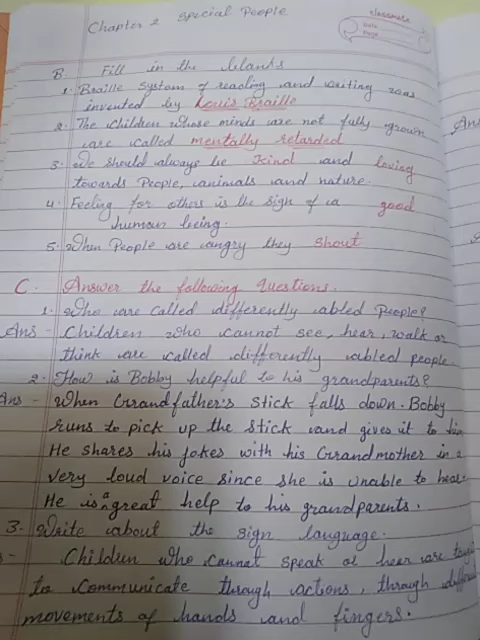 Chapter 2 Special People
classmate
Date
Page
B. Fill in the blanks
1. Braille system of reading and writing was
invented by Louis Braille
2. The children whose minds are not fully grown
are called mentally retarded
3. We should always be kind and loving
towards People, animals and nature.
4. Feeling for others is the sign of a good
human being.
5. When People are angry they shout
C. Answer the following Questions.
1. Who are called differently abled People?
Ans - Children who cannot see, hear, walk or
think are called differently abled people.
2. How is Bobby helpful to his grandparents?
Ans - When Grandfather's stick falls down. Bobby
runs to pick up the stick and gives it to him
He shares his jokes with his Grandmother in a
very loud voice since she is unable to hear.
He is a great help to his grandparents.
3. Write about the sign language.
Children who cannot speak or hear are
to communicate through actions, through
movements of hands and fingers.
Ans